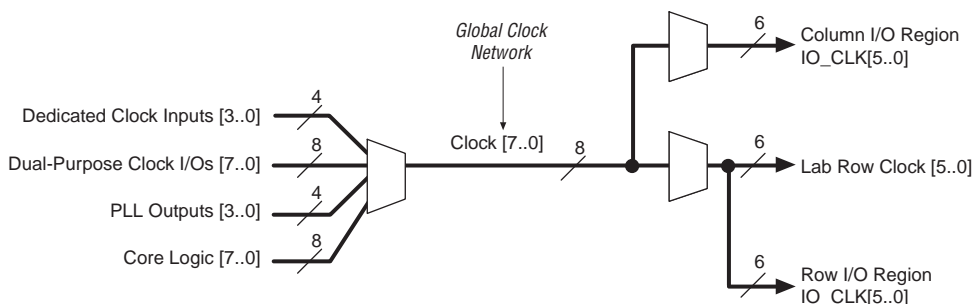 Global Clock
Network
6
Column I/O Region
IO_CLK[5..0]
4
Dedicated Clock Inputs [3..0]
8
Dual-Purpose Clock I/Os [7..0]
Clock [7..0]
8
6
Lab Row Clock [5..0]
4
PLL Outputs [3..0]
8
Core Logic [7..0]
6
Row I/O Region
IO_CLK[5..0]